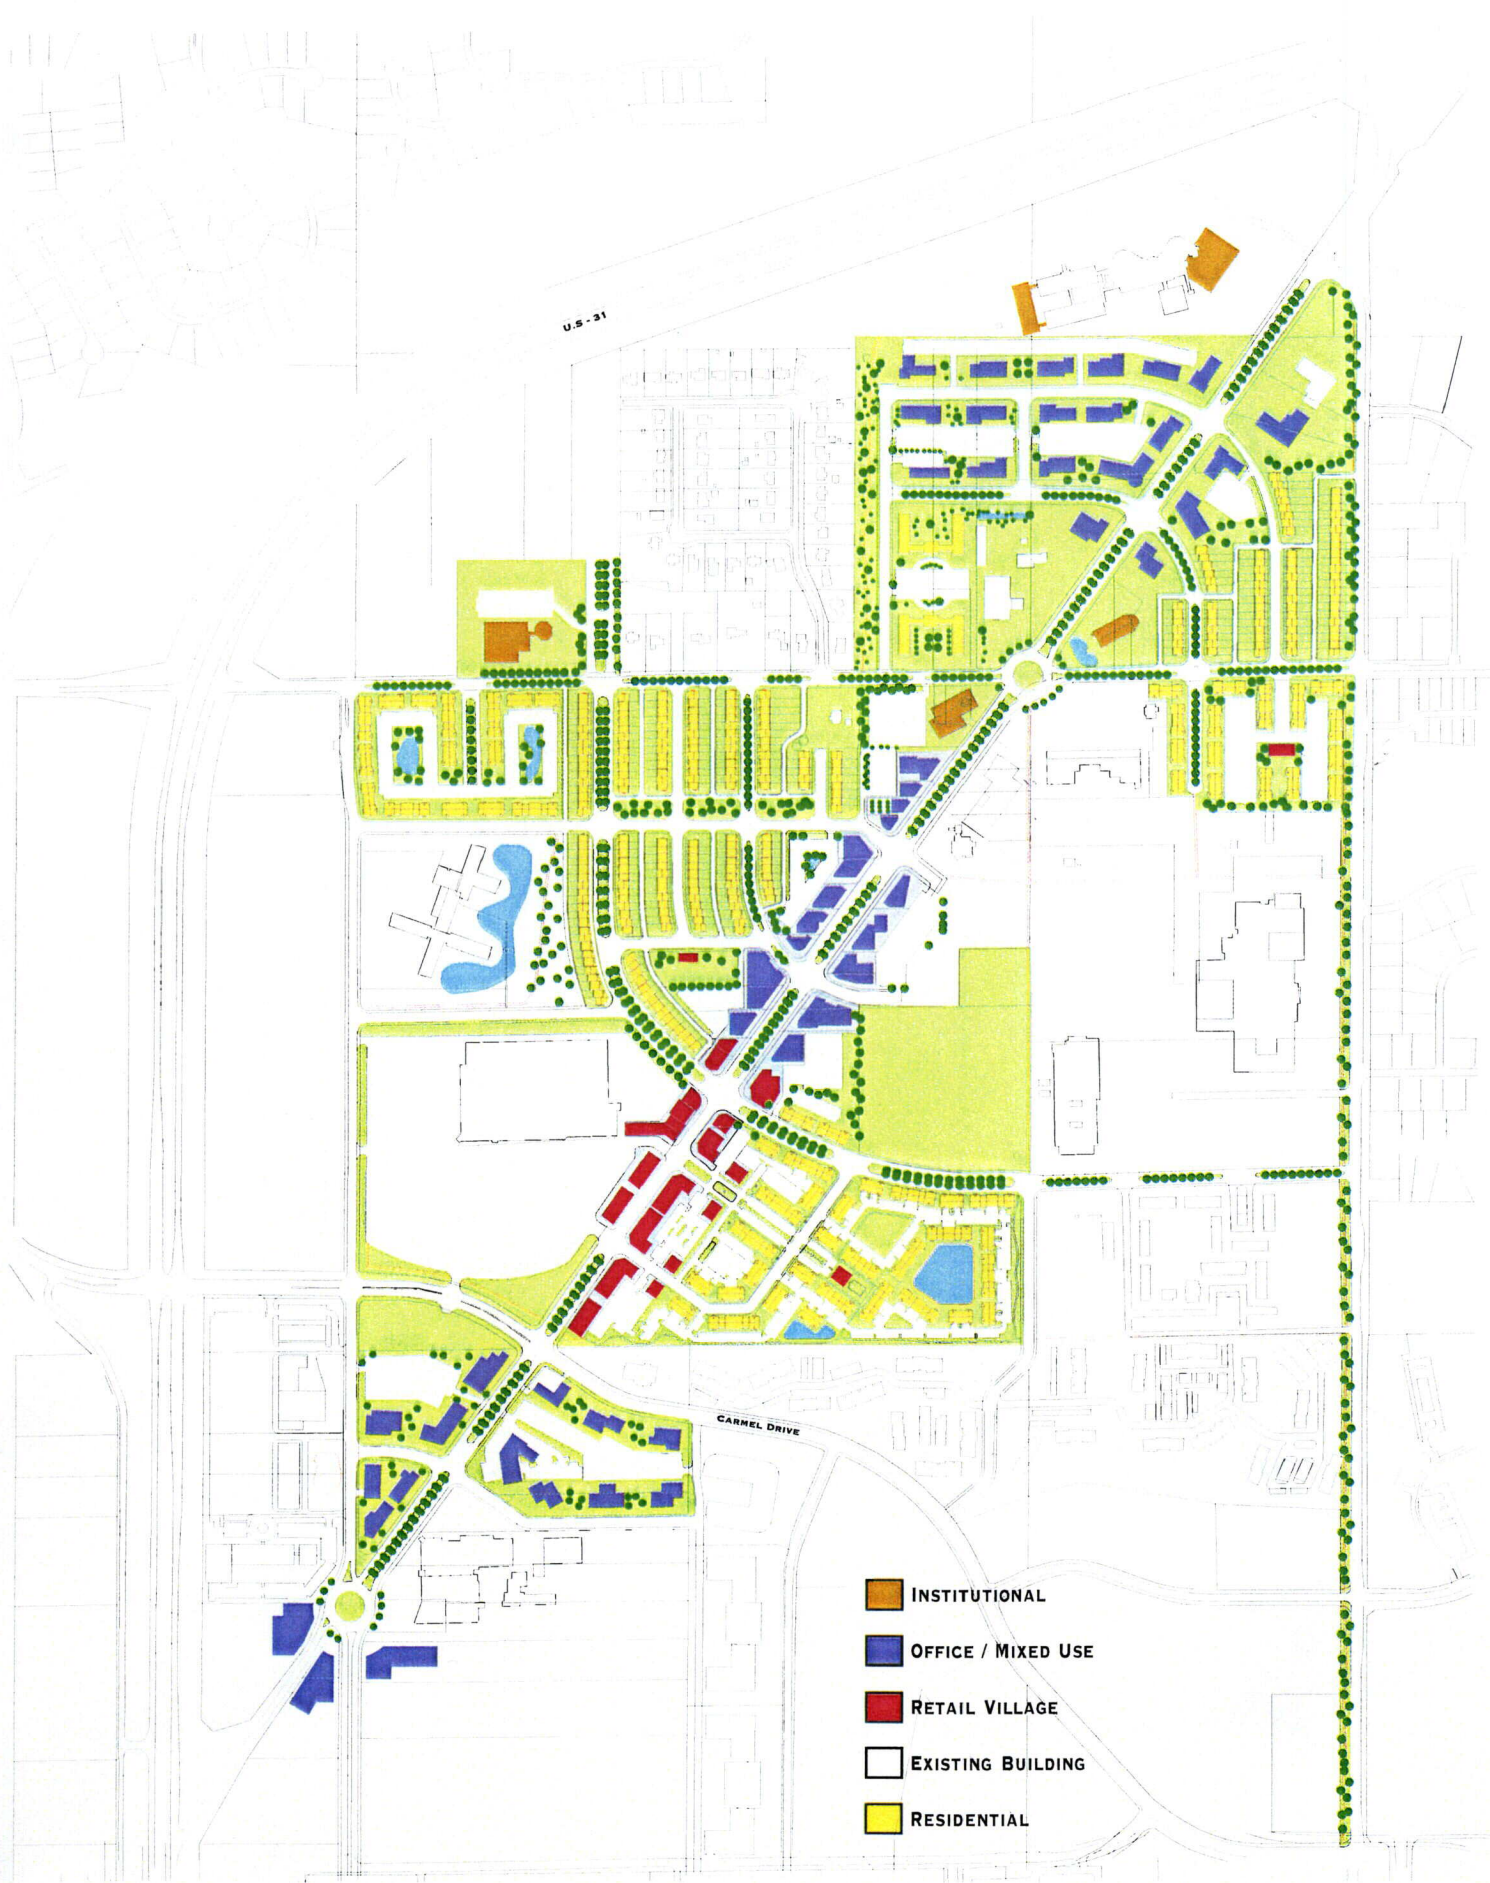 U.S - 31
CARMEL DRIVE
INSTITUTIONAL
OFFICE / MIXED USE
RETAIL VILLAGE
EXISTING BUILDING
RESIDENTIAL